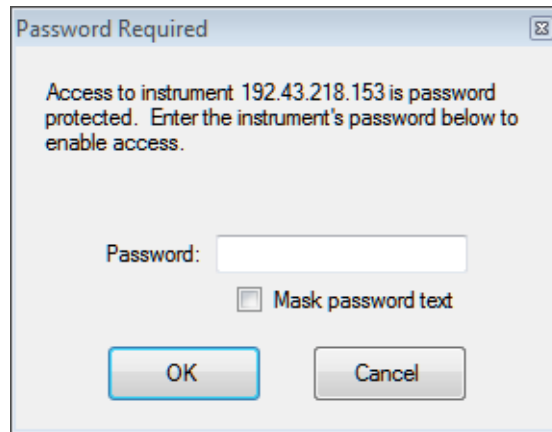 Password Required
Access to instrument 192.43.218.153 is password
protected.  Enter the instrument's password below to
enable access.
Password:
Mask password text
OK
Cancel